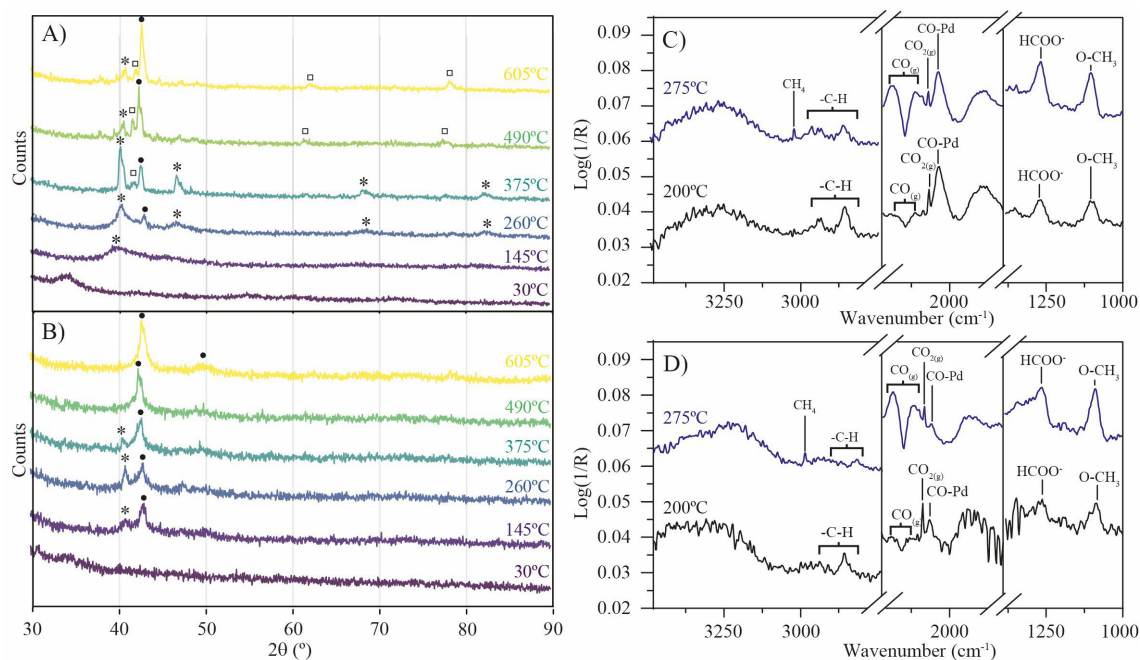 A)
* □ •
605ºC
□
□
490ºC
* □ •
□
□
375ºC
* □ • * * *
260ºC
* • * * *
145ºC
*
30ºC
Counts
B)
•
•
605ºC
•
490ºC
* •
375ºC
* •
260ºC
* •
145ºC
30ºC
Counts
30 40 50 60 70 80 90
2θ (º)
C)
0.09
0.08
0.07
0.06
0.05
0.04
0.03
0.02
Log(1/R)
275ºC
CH4
-C-H
CO(g)
CO2(g)
CO-Pd
HCOO-
O-CH3
200ºC
-C-H
CO(g)
CO2(g)
CO-Pd
HCOO-
O-CH3
3250 3000 2000 1250 1000
Wavenumber (cm-1)
D)
0.09
0.08
0.07
0.06
0.05
0.04
0.03
0.02
Log(1/R)
275ºC
CH4
-C-H
CO(g)
CO2(g)
CO-Pd
HCOO-
O-CH3
200ºC
-C-H
CO(g)
CO2(g)
CO-Pd
HCOO-
O-CH3
3250 3000 2000 1250 1000
Wavenumber (cm-1)